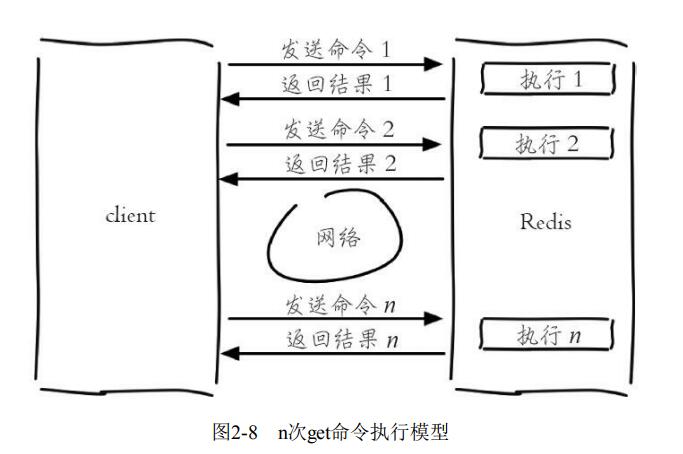 发送命令 1
返回结果 1
执行 1
发送命令 2
返回结果 2
执行 2
client
网络
Redis
发送命令 n
返回结果 n
执行 n
图2-8 n次get命令执行模型